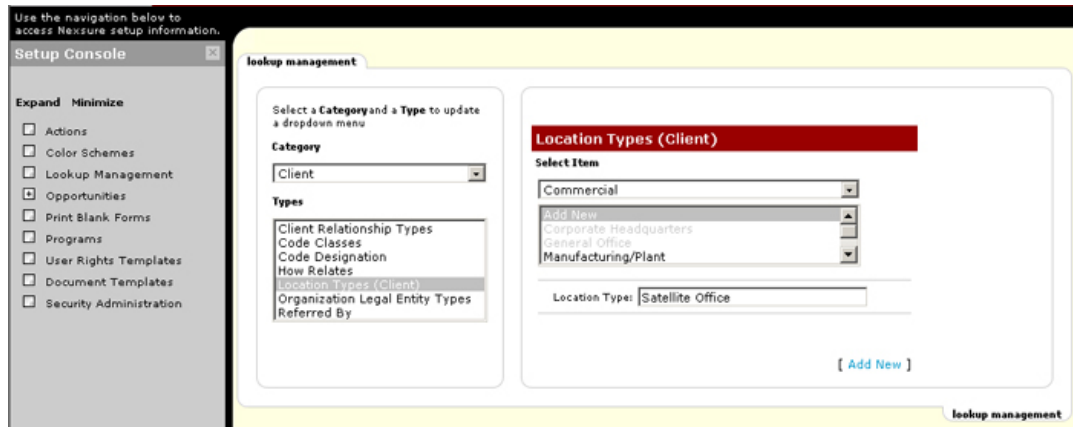 Use the navigation below to
access Nexsure setup information.
Setup Console
Expand Minimize
Actions
Color Schemes
Lookup Management
Opportunities
Print Blank Forms
Programs
User Rights Templates
Document Templates
Security Administration
lookup management
Select a Category and a Type to update
a dropdown menu
Category
Client
Types
Client Relationship Types
Code Classes
Code Designation
How Relates
Location Types (Client)
Organization Legal Entity Types
Referred By
Location Types (Client)
Select Item
Commercial
Add New
Corporate Headquarters
General Office
Manufacturing/Plant
Location Type: Satellite Office
[ Add New ]
lookup management